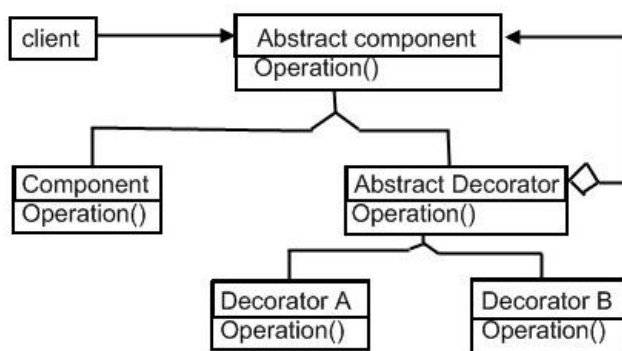 client
Abstract component
Operation()
Component
Operation()
Abstract Decorator
Operation()
Decorator A
Operation()
Decorator B
Operation()